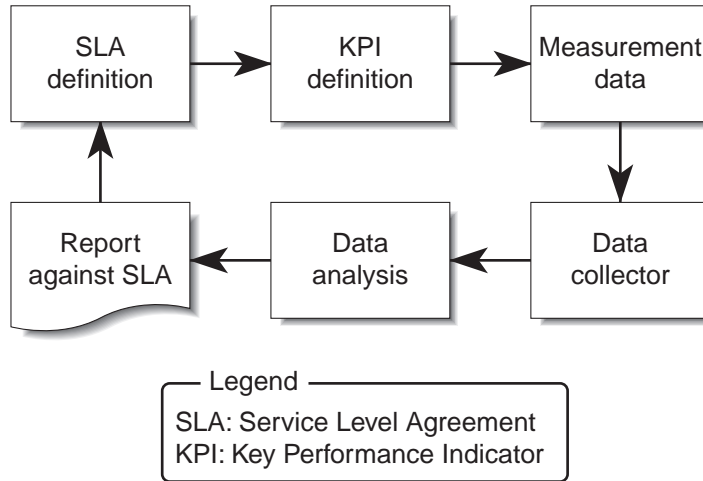 SLA
definition
KPI
definition
Measurement
data
Report
against SLA
Data
analysis
Data
collector
Legend
SLA: Service Level Agreement
KPI: Key Performance Indicator